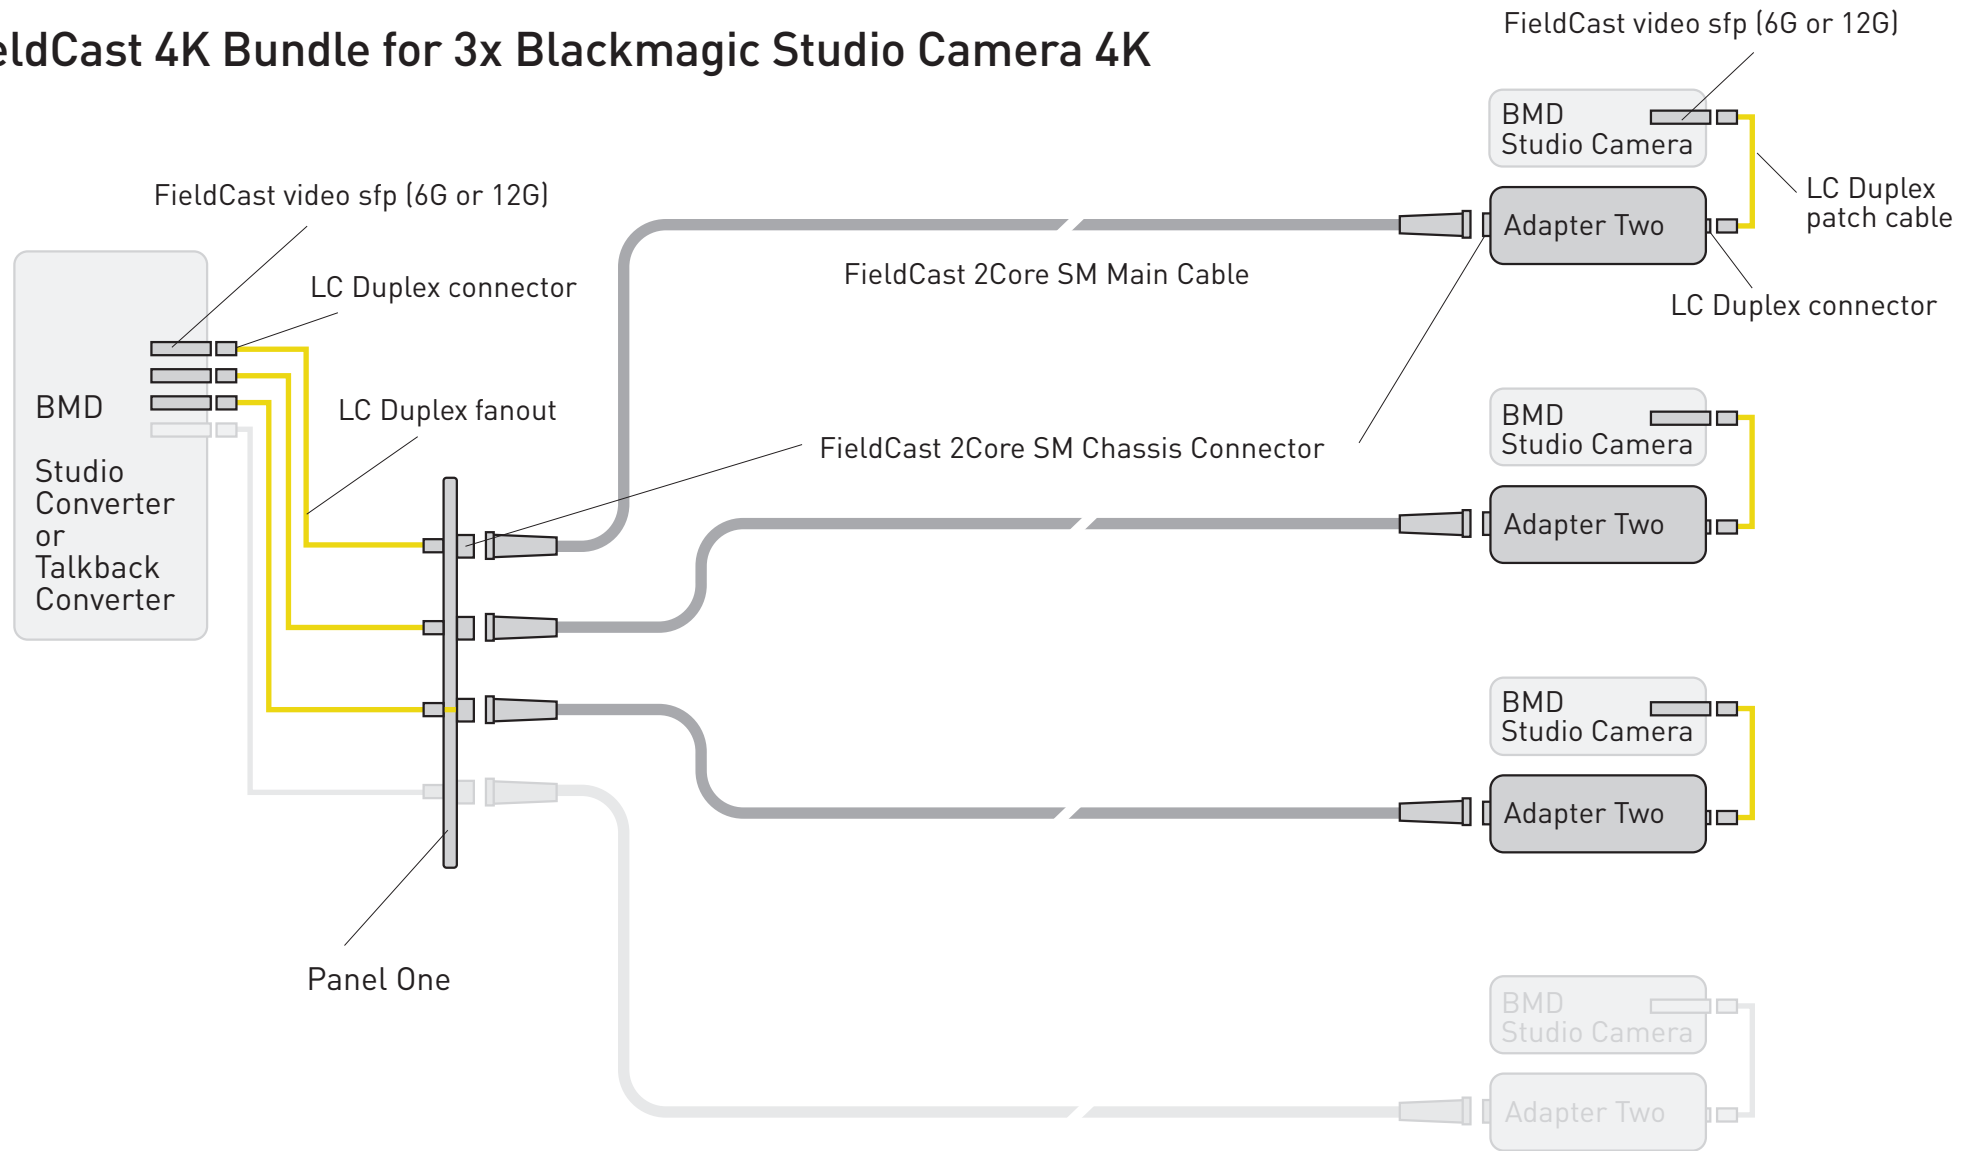 eldCast 4K Bundle for 3x Blackmagic Studio Camera 4K
FieldCast video sfp (6G or 12G)
BMD
Studio Camera
LC Duplex
patch cable
Adapter Two
LC Duplex connector
FieldCast video sfp (6G or 12G)
LC Duplex connector
FieldCast 2Core SM Main Cable
BMD
Studio
Converter
or
Talkback
Converter
LC Duplex fanout
FieldCast 2Core SM Chassis Connector
BMD
Studio Camera
Adapter Two
BMD
Studio Camera
Adapter Two
Panel One
BMD
Studio Camera
Adapter Two